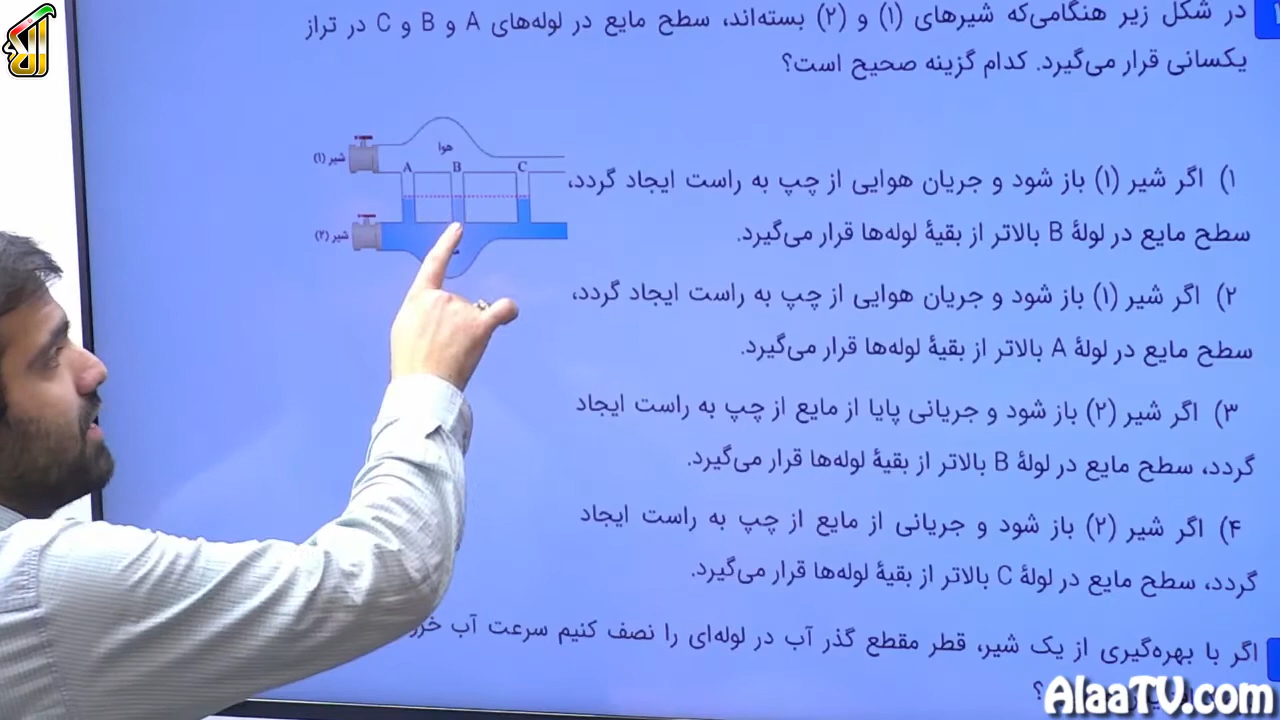 در شکل زیر هنگامی‌که شیرهای (۱) و (۲) بسته‌اند، سطح مایع در لوله‌های A و B و C در تراز
یکسانی قرار می‌گیرد. کدام گزینه صحیح است؟
هوا
شیر (۱)
A B C
شیر (۲)
۱) اگر شیر (۱) باز شود و جریان هوایی از چپ به راست ایجاد گردد،
سطح مایع در لولهٔ B بالاتر از بقیهٔ لوله‌ها قرار می‌گیرد.
۲) اگر شیر (۱) باز شود و جریان هوایی از چپ به راست ایجاد گردد،
سطح مایع در لولهٔ A بالاتر از بقیهٔ لوله‌ها قرار می‌گیرد.
۳) اگر شیر (۲) باز شود و جریانی پایا از مایع از چپ به راست ایجاد
گردد، سطح مایع در لولهٔ B بالاتر از بقیهٔ لوله‌ها قرار می‌گیرد.
۴) اگر شیر (۲) باز شود و جریانی از مایع از چپ به راست ایجاد
گردد، سطح مایع در لولهٔ C بالاتر از بقیهٔ لوله‌ها قرار می‌گیرد.
اگر با بهره‌گیری از یک شیر، قطر مقطع گذر آب در لوله‌ای را نصف کنیم سرعت آب
AlaaTV.com